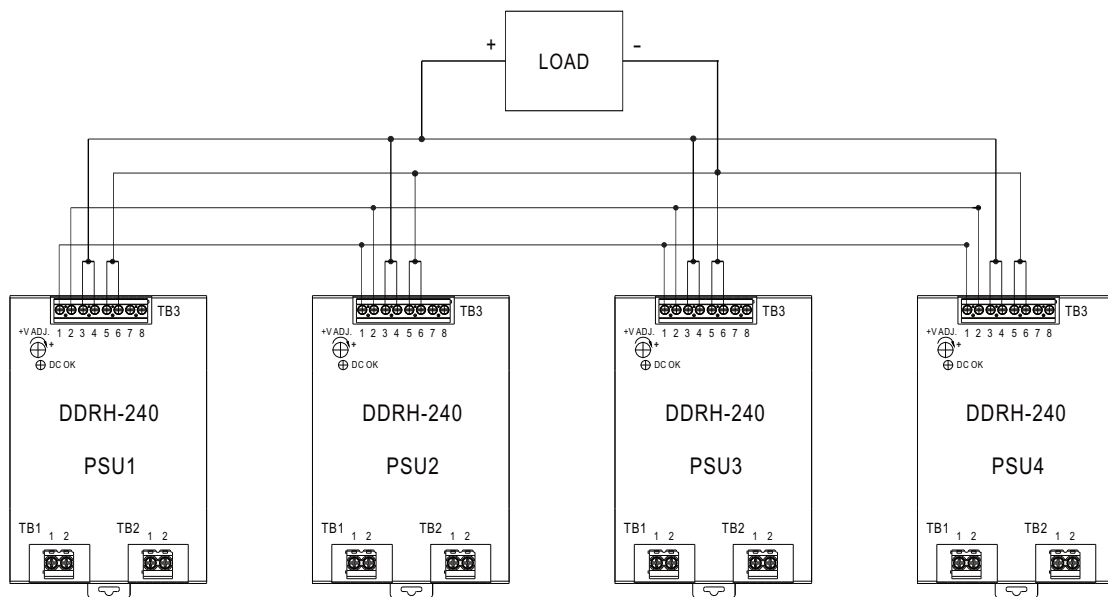 + LOAD -
TB3 TB3 TB3 TB3
1 2 3 4 5 6 7 8 1 2 3 4 5 6 7 8 1 2 3 4 5 6 7 8 1 2 3 4 5 6 7 8
+V ADJ. +V ADJ. +V ADJ. +V ADJ.
+ + + +
DC OK DC OK DC OK DC OK
DDRH-240 DDRH-240 DDRH-240 DDRH-240
PSU1 PSU2 PSU3 PSU4
TB1 1 2 TB2 1 2 TB1 1 2 TB2 1 2 TB1 1 2 TB2 1 2 TB1 1 2 TB2 1 2